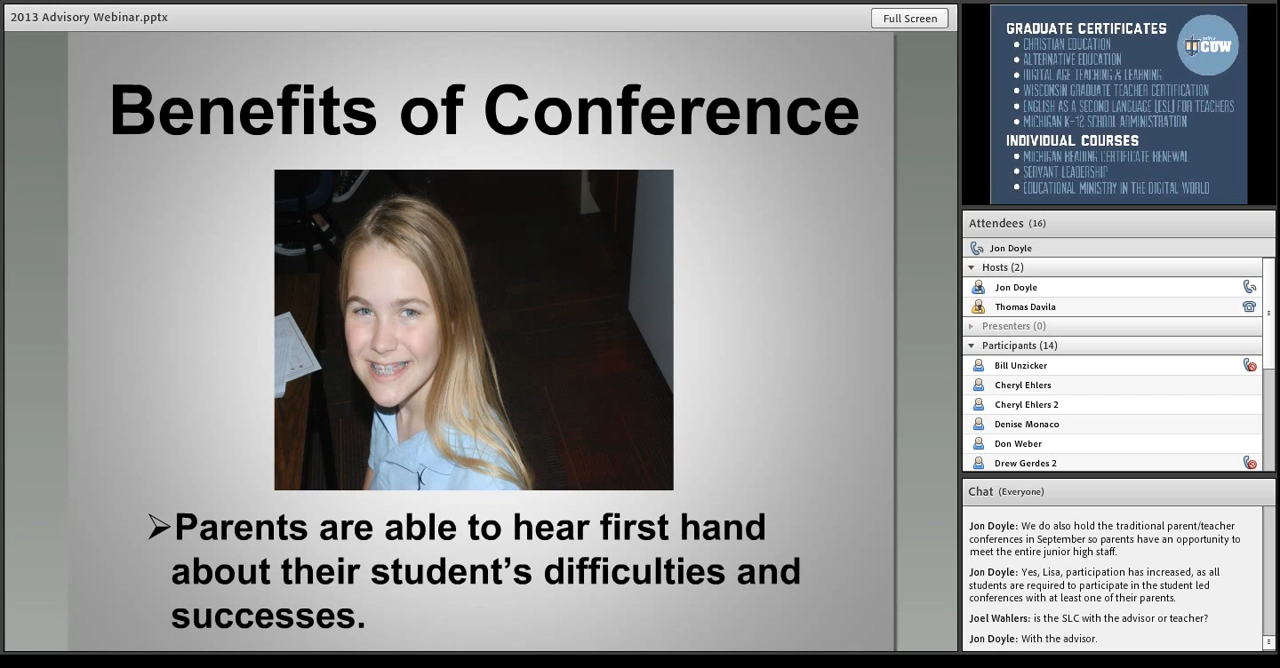 2013 Advisory Webinar.pptx
Full Screen
Benefits of Conference
➢Parents are able to hear first hand
about their student’s difficulties and
successes.
GRADUATE CERTIFICATES
CUW
• CHRISTIAN EDUCATION
• ALTERNATIVE EDUCATION
• DIGITAL AGE TEACHING & LEARNING
• WISCONSIN GRADUATE TEACHER CERTIFICATION
• ENGLISH AS A SECOND LANGUAGE (ESL) FOR TEACHERS
• MICHIGAN K-12 SCHOOL ADMINISTRATION
INDIVIDUAL COURSES
• MICHIGAN READING CERTIFICATE RENEWAL
• SERVANT LEADERSHIP
• EDUCATIONAL MINISTRY IN THE DIGITAL WORLD
Attendees (16)
Jon Doyle
Hosts (2)
Jon Doyle
Thomas Davila
Presenters (0)
Participants (14)
Bill Unzicker
Cheryl Ehlers
Cheryl Ehlers 2
Denise Monaco
Don Weber
Drew Gerdes 2
Chat (Everyone)
Jon Doyle: We do also hold the traditional parent/teacher
conferences in September so parents have an opportunity to
meet the entire junior high staff.
Jon Doyle: Yes, Lisa, participation has increased, as all
students are required to participate in the student led
conferences with at least one of their parents.
Joel Wahlers: is the SLC with the advisor or teacher?
Jon Doyle: With the advisor.